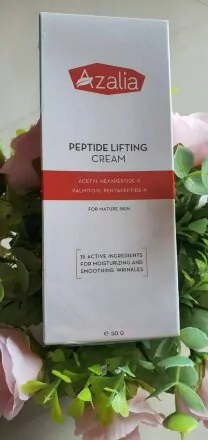 Azalia
PEPTIDE LIFTING
CREAM
ACETYL HEXAPEPTIDE-8
PALMITOYL PENTAPEPTIDE-4
FOR MATURE SKIN
15 ACTIVE INGREDIENTS
FOR MOISTURIZING AND
SMOOTHING WRINKLES
e 50 G